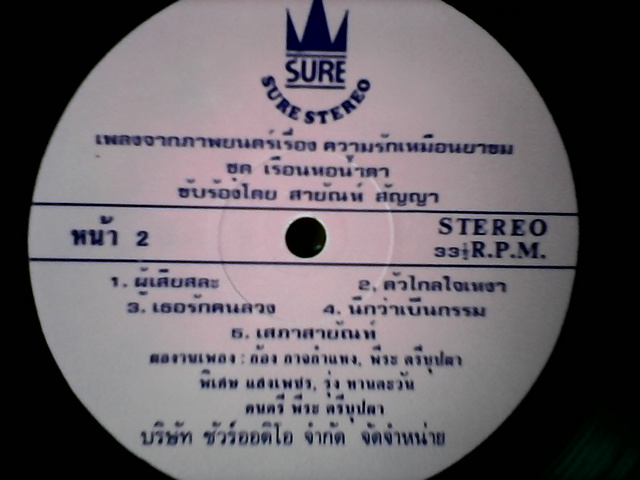 SURE
SURE STEREO
เพลงจากภาพยนตร์เรื่อง ความรักเหมือนยาขม
ชุด เรือนหอน้ำตา
ขับร้องโดย สายัณห์ สัญญา
หน้า 2
STEREO
33⅓ R.P.M.
1. ผู้เสียสละ 2. ตัวไกลใจเหงา
3. เธอรักคนลวง 4. นึกว่าเป็นกรรม
5. เสภาสายัณห์
ผลงานเพลง : ก้อง กาจกำแหง, พีระ ตรีบุปผา
พิเศษ แสงเพชร, รุ่ง ทานตะวัน
ดนตรี พีระ ตรีบุปผา
บริษัท ชัวร์ออดิโอ จำกัด จัดจำหน่าย